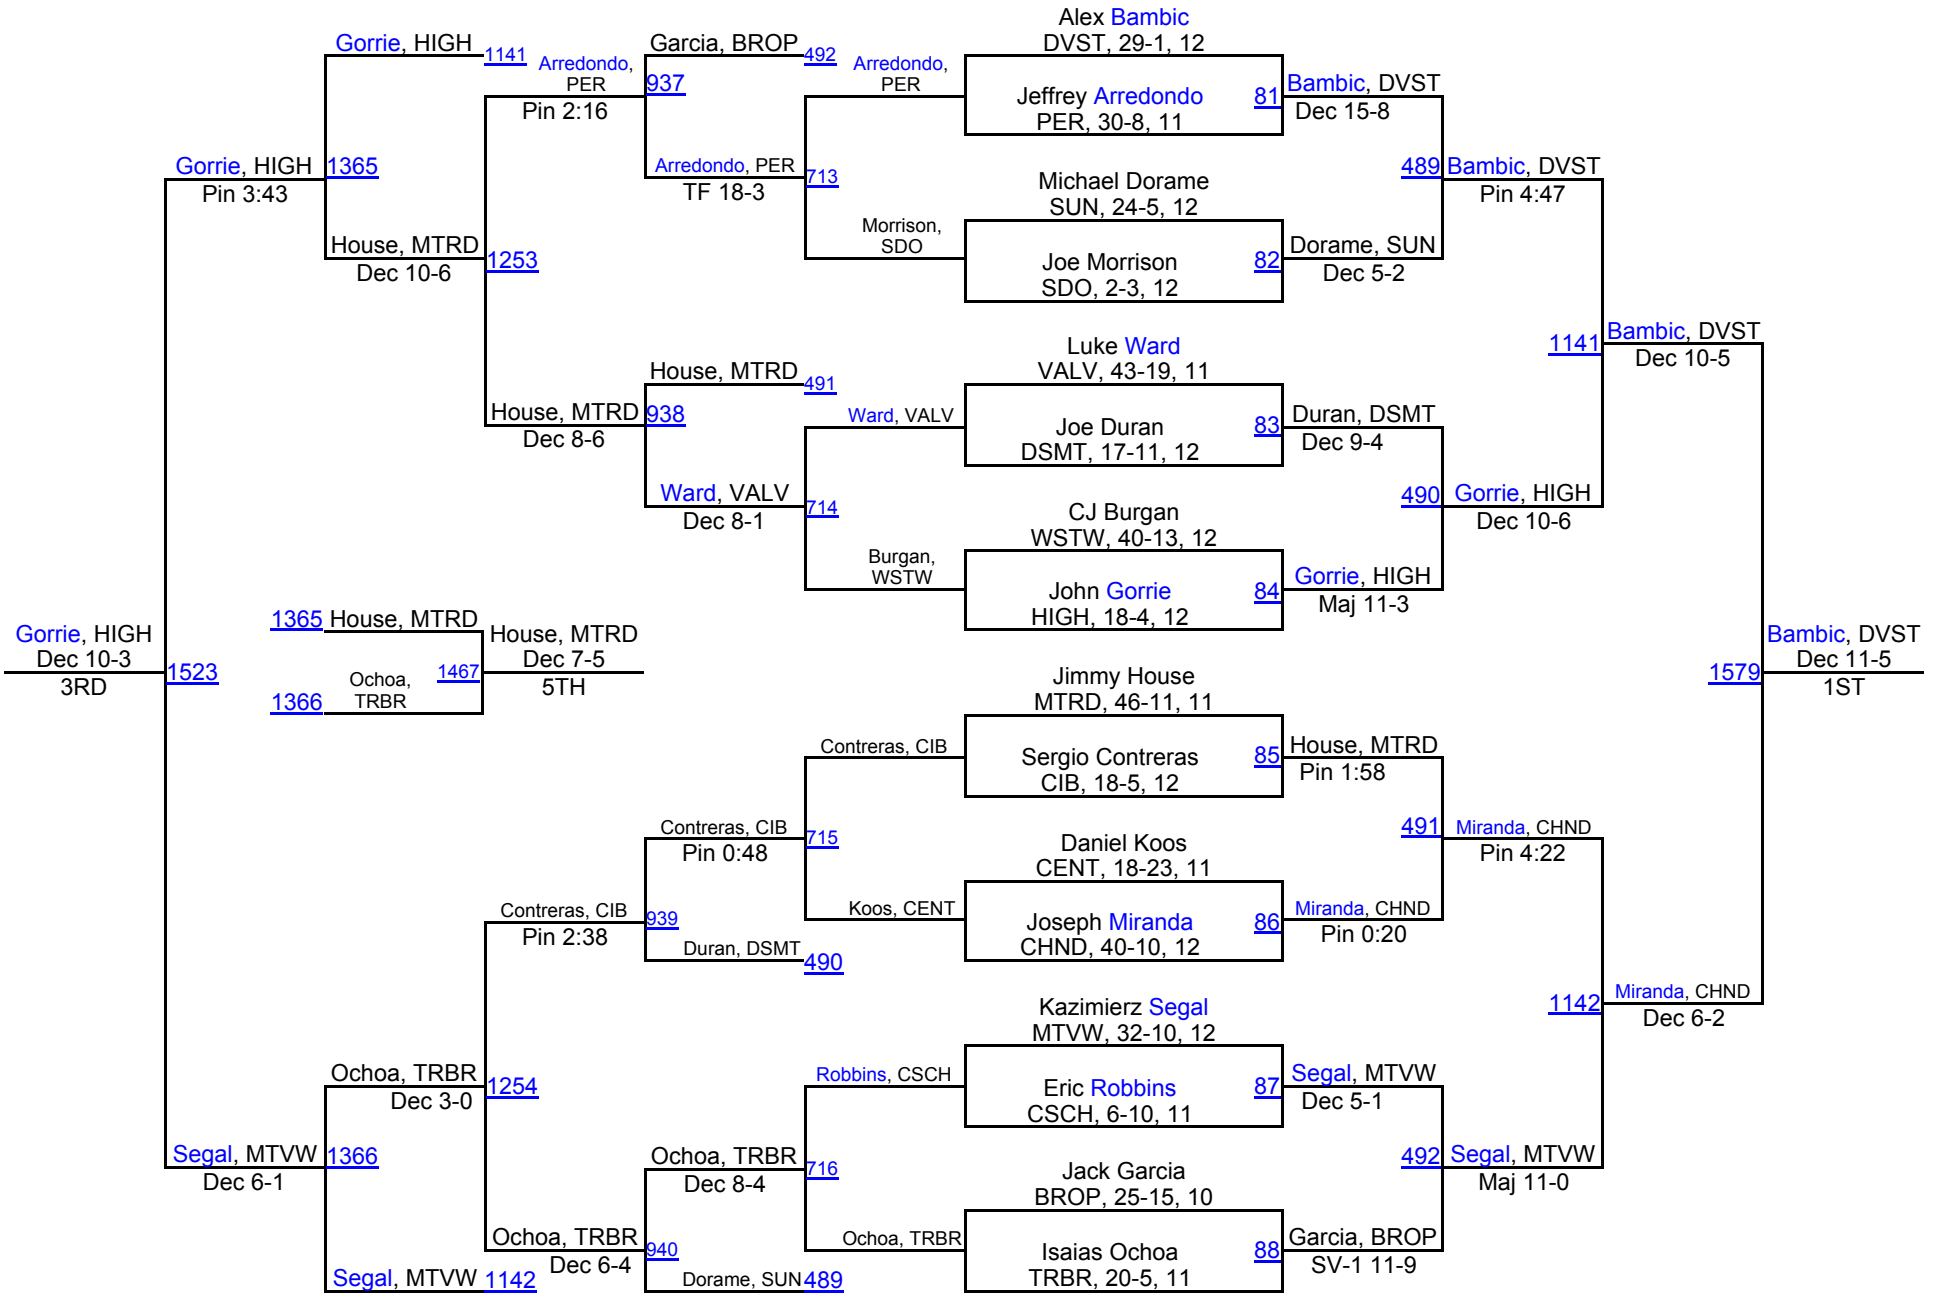 Gorrie, HIGH
1141
Arredondo,
PER
Pin 2:16
Garcia, BROP
492
937
Arredondo,
PER
Alex Bambic
DVST, 29-1, 12
Jeffrey Arredondo
PER, 30-8, 11
81
Bambic, DVST
Dec 15-8
Gorrie, HIGH
Pin 3:43
1365
Arredondo, PER
TF 18-3
713
Michael Dorame
SUN, 24-5, 12
489
Bambic, DVST
Pin 4:47
House, MTRD
Dec 10-6
1253
Morrison,
SDO
Joe Morrison
SDO, 2-3, 12
82
Dorame, SUN
Dec 5-2
Luke Ward
VALV, 43-19, 11
1141
Bambic, DVST
Dec 10-5
House, MTRD
491
House, MTRD
Dec 8-6
938
Ward, VALV
Joe Duran
DSMT, 17-11, 12
83
Duran, DSMT
Dec 9-4
Ward, VALV
Dec 8-1
714
CJ Burgan
WSTW, 40-13, 12
490
Gorrie, HIGH
Dec 10-6
Burgan,
WSTW
John Gorrie
HIGH, 18-4, 12
84
Gorrie, HIGH
Maj 11-3
Gorrie, HIGH
Dec 10-3
3RD
1523
1365
House, MTRD
1366
Ochoa,
TRBR
1467
House, MTRD
Dec 7-5
5TH
Jimmy House
MTRD, 46-11, 11
1579
Bambic, DVST
Dec 11-5
1ST
Contreras, CIB
Sergio Contreras
CIB, 18-5, 12
85
House, MTRD
Pin 1:58
Contreras, CIB
Pin 0:48
715
Daniel Koos
CENT, 18-23, 11
491
Miranda, CHND
Pin 4:22
Contreras, CIB
Pin 2:38
939
Duran, DSMT
490
Koos, CENT
Joseph Miranda
CHND, 40-10, 12
86
Miranda, CHND
Pin 0:20
Kazimierz Segal
MTVW, 32-10, 12
1142
Miranda, CHND
Dec 6-2
Ochoa, TRBR
Dec 3-0
1254
Robbins, CSCH
Eric Robbins
CSCH, 6-10, 11
87
Segal, MTVW
Dec 5-1
Segal, MTVW
Dec 6-1
1366
Ochoa, TRBR
Dec 8-4
716
Jack Garcia
BROP, 25-15, 10
492
Segal, MTVW
Maj 11-0
Ochoa, TRBR
Dec 6-4
940
Ochoa, TRBR
Isaias Ochoa
TRBR, 20-5, 11
88
Garcia, BROP
SV-1 11-9
Segal, MTVW
1142
Dorame, SUN
489